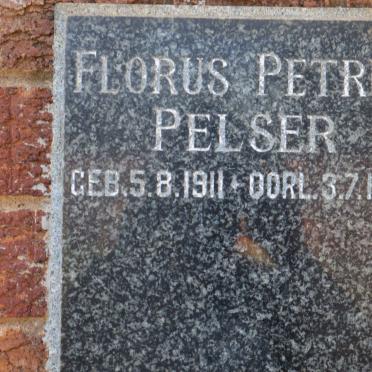 FLORUS PETR
PELSER
GEB.5.8.1911 + OORL.3.7.1